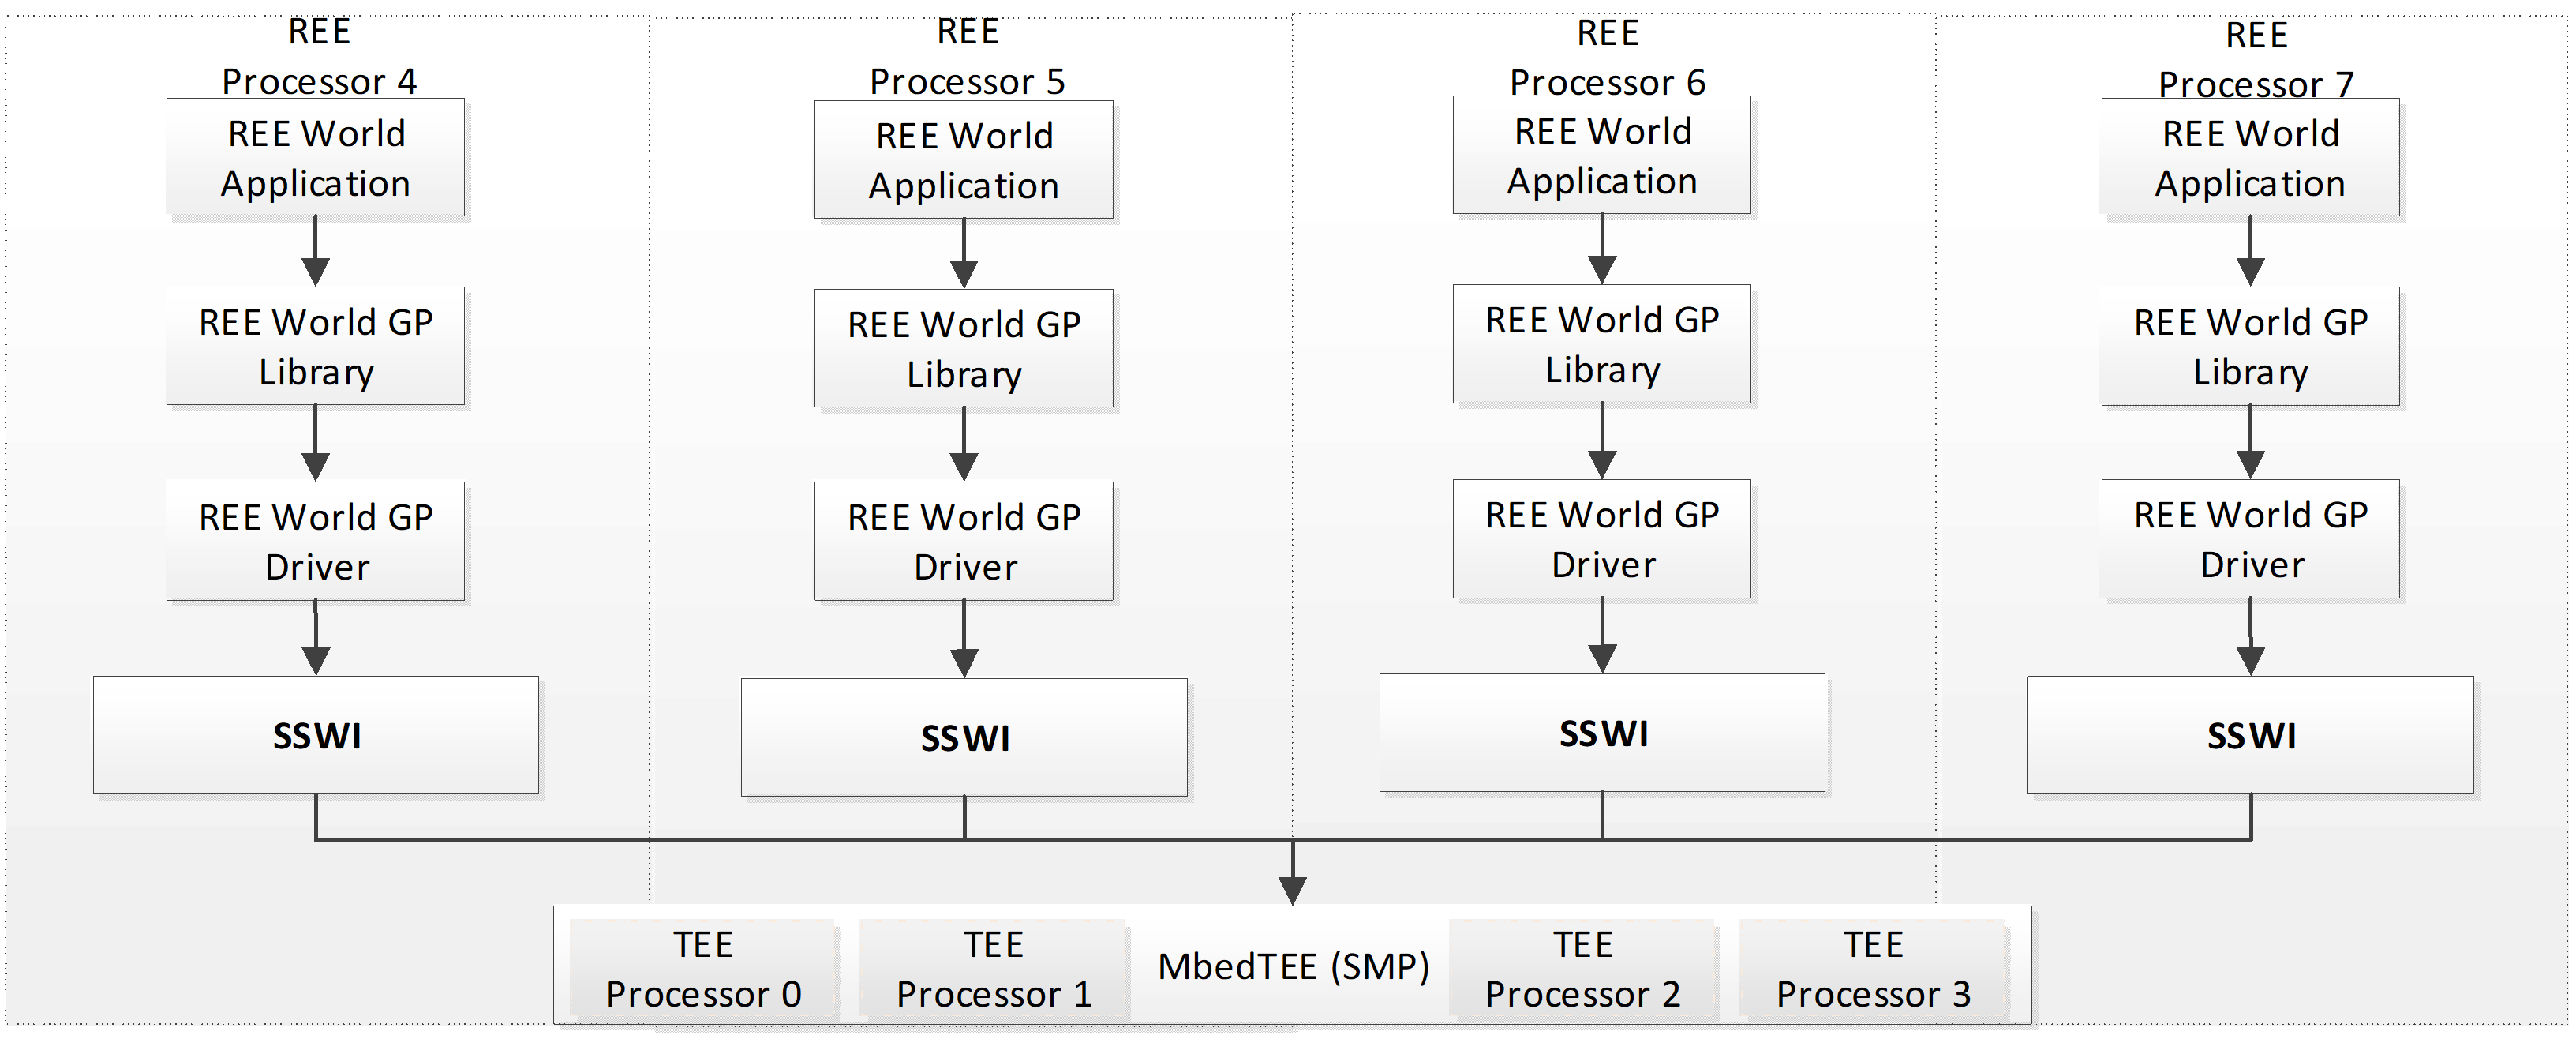 REE
Processor 4
REE World
Application
REE World GP
Library
REE World GP
Driver
SSWI
REE
Processor 5
REE World
Application
REE World GP
Library
REE World GP
Driver
SSWI
REE
Processor 6
REE World
Application
REE World GP
Library
REE World GP
Driver
SSWI
REE
Processor 7
REE World
Application
REE World GP
Library
REE World GP
Driver
SSWI
TEE
Processor 0
TEE
Processor 1
MbedTEE (SMP)
TEE
Processor 2
TEE
Processor 3